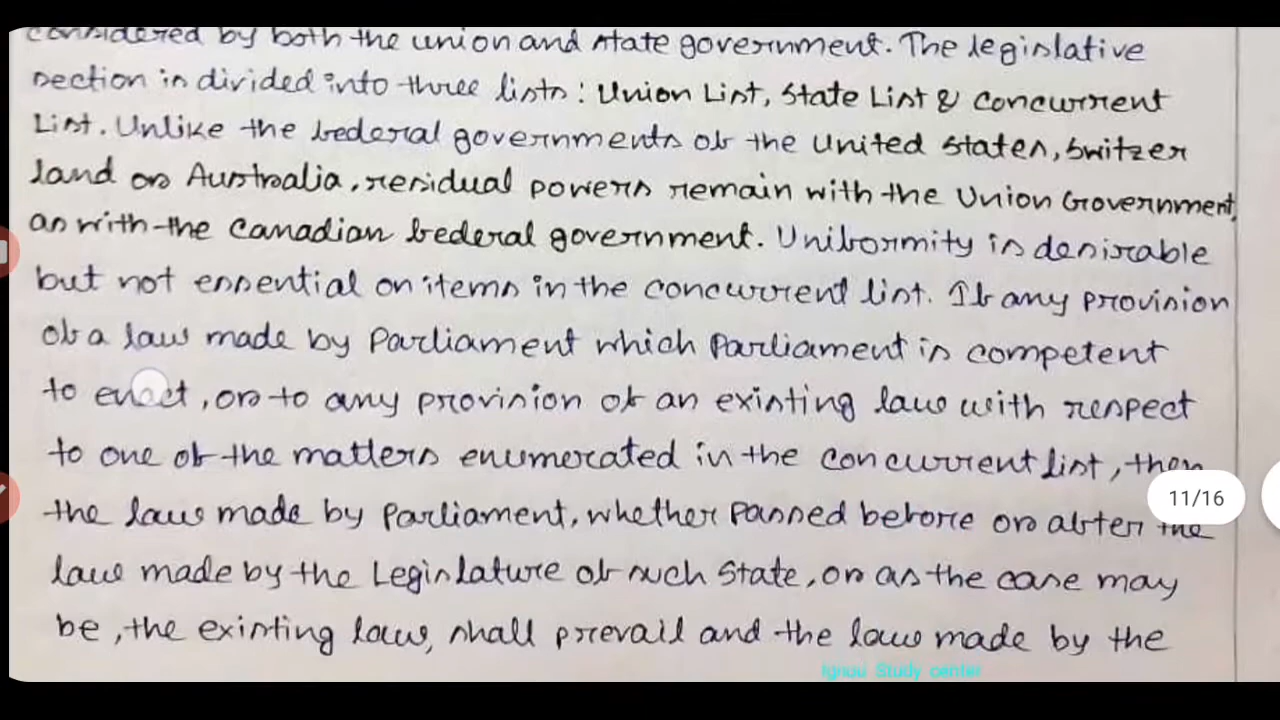 considered by both the union and state government. The legislative
section is divided into three lists: Union List, State List & Concurrent
List. Unlike the federal governments of the United States, Switzer
land or Australia, residual powers remain with the Union Government,
as with the Canadian federal government. Uniformity is desirable
but not essential on items in the concurrent list. If any provision
of a law made by Parliament which Parliament is competent
to enact, or to any provision of an existing law with respect
to one of the matters enumerated in the concurrent list, then
11/16
the law made by Parliament, whether passed before or after the
law made by the Legislature of such State, or as the case may
be, the existing law, shall prevail and the law made by the
Ignou Study center